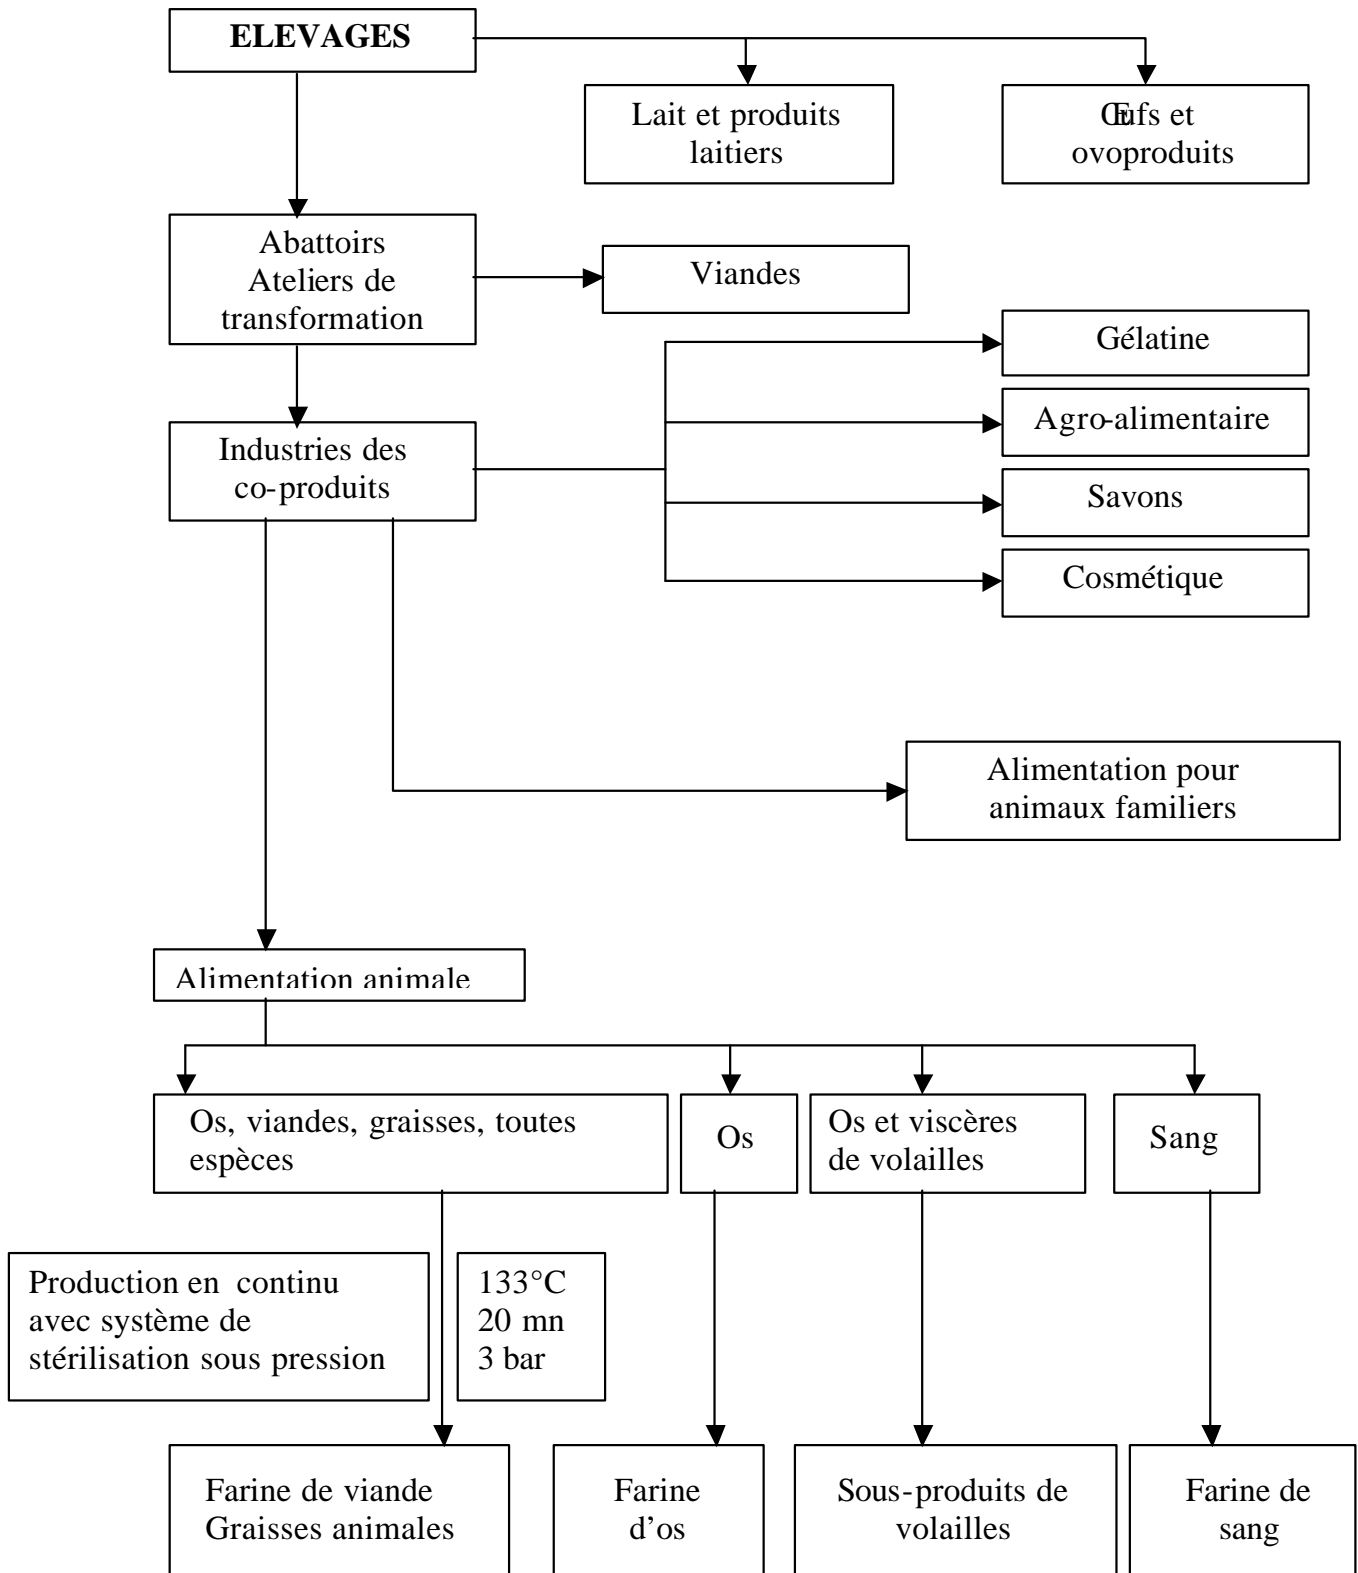 ELEVAGES
Lait et produits
laitiers
Œufs et
ovoproduits
Abattoirs
Ateliers de
transformation
Viandes
Gélatine
Agro-alimentaire
Industries des
co-produits
Savons
Cosmétique
Alimentation pour
animaux familiers
Alimentation animale
Os, viandes, graisses, toutes
espèces
Os
Os et viscères
de volailles
Sang
Production en continu
avec système de
stérilisation sous pression
133°C
20 mn
3 bar
Farine de viande
Graisses animales
Farine
d’os
Sous-produits de
volailles
Farine de
sang